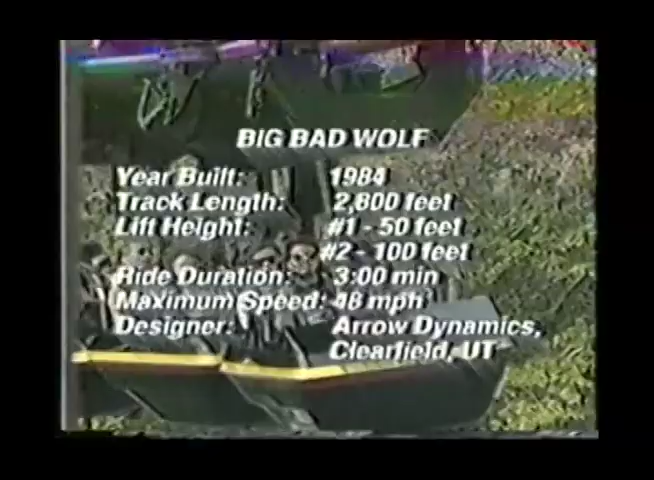 BIG BAD WOLF
Year Built: 1984
Track Length: 2,800 feet
Lift Height: #1 - 50 feet
#2 - 100 feet
Ride Duration: 3:00 min
Maximum Speed: 48 mph
Designer: Arrow Dynamics,
Clearfield, UT